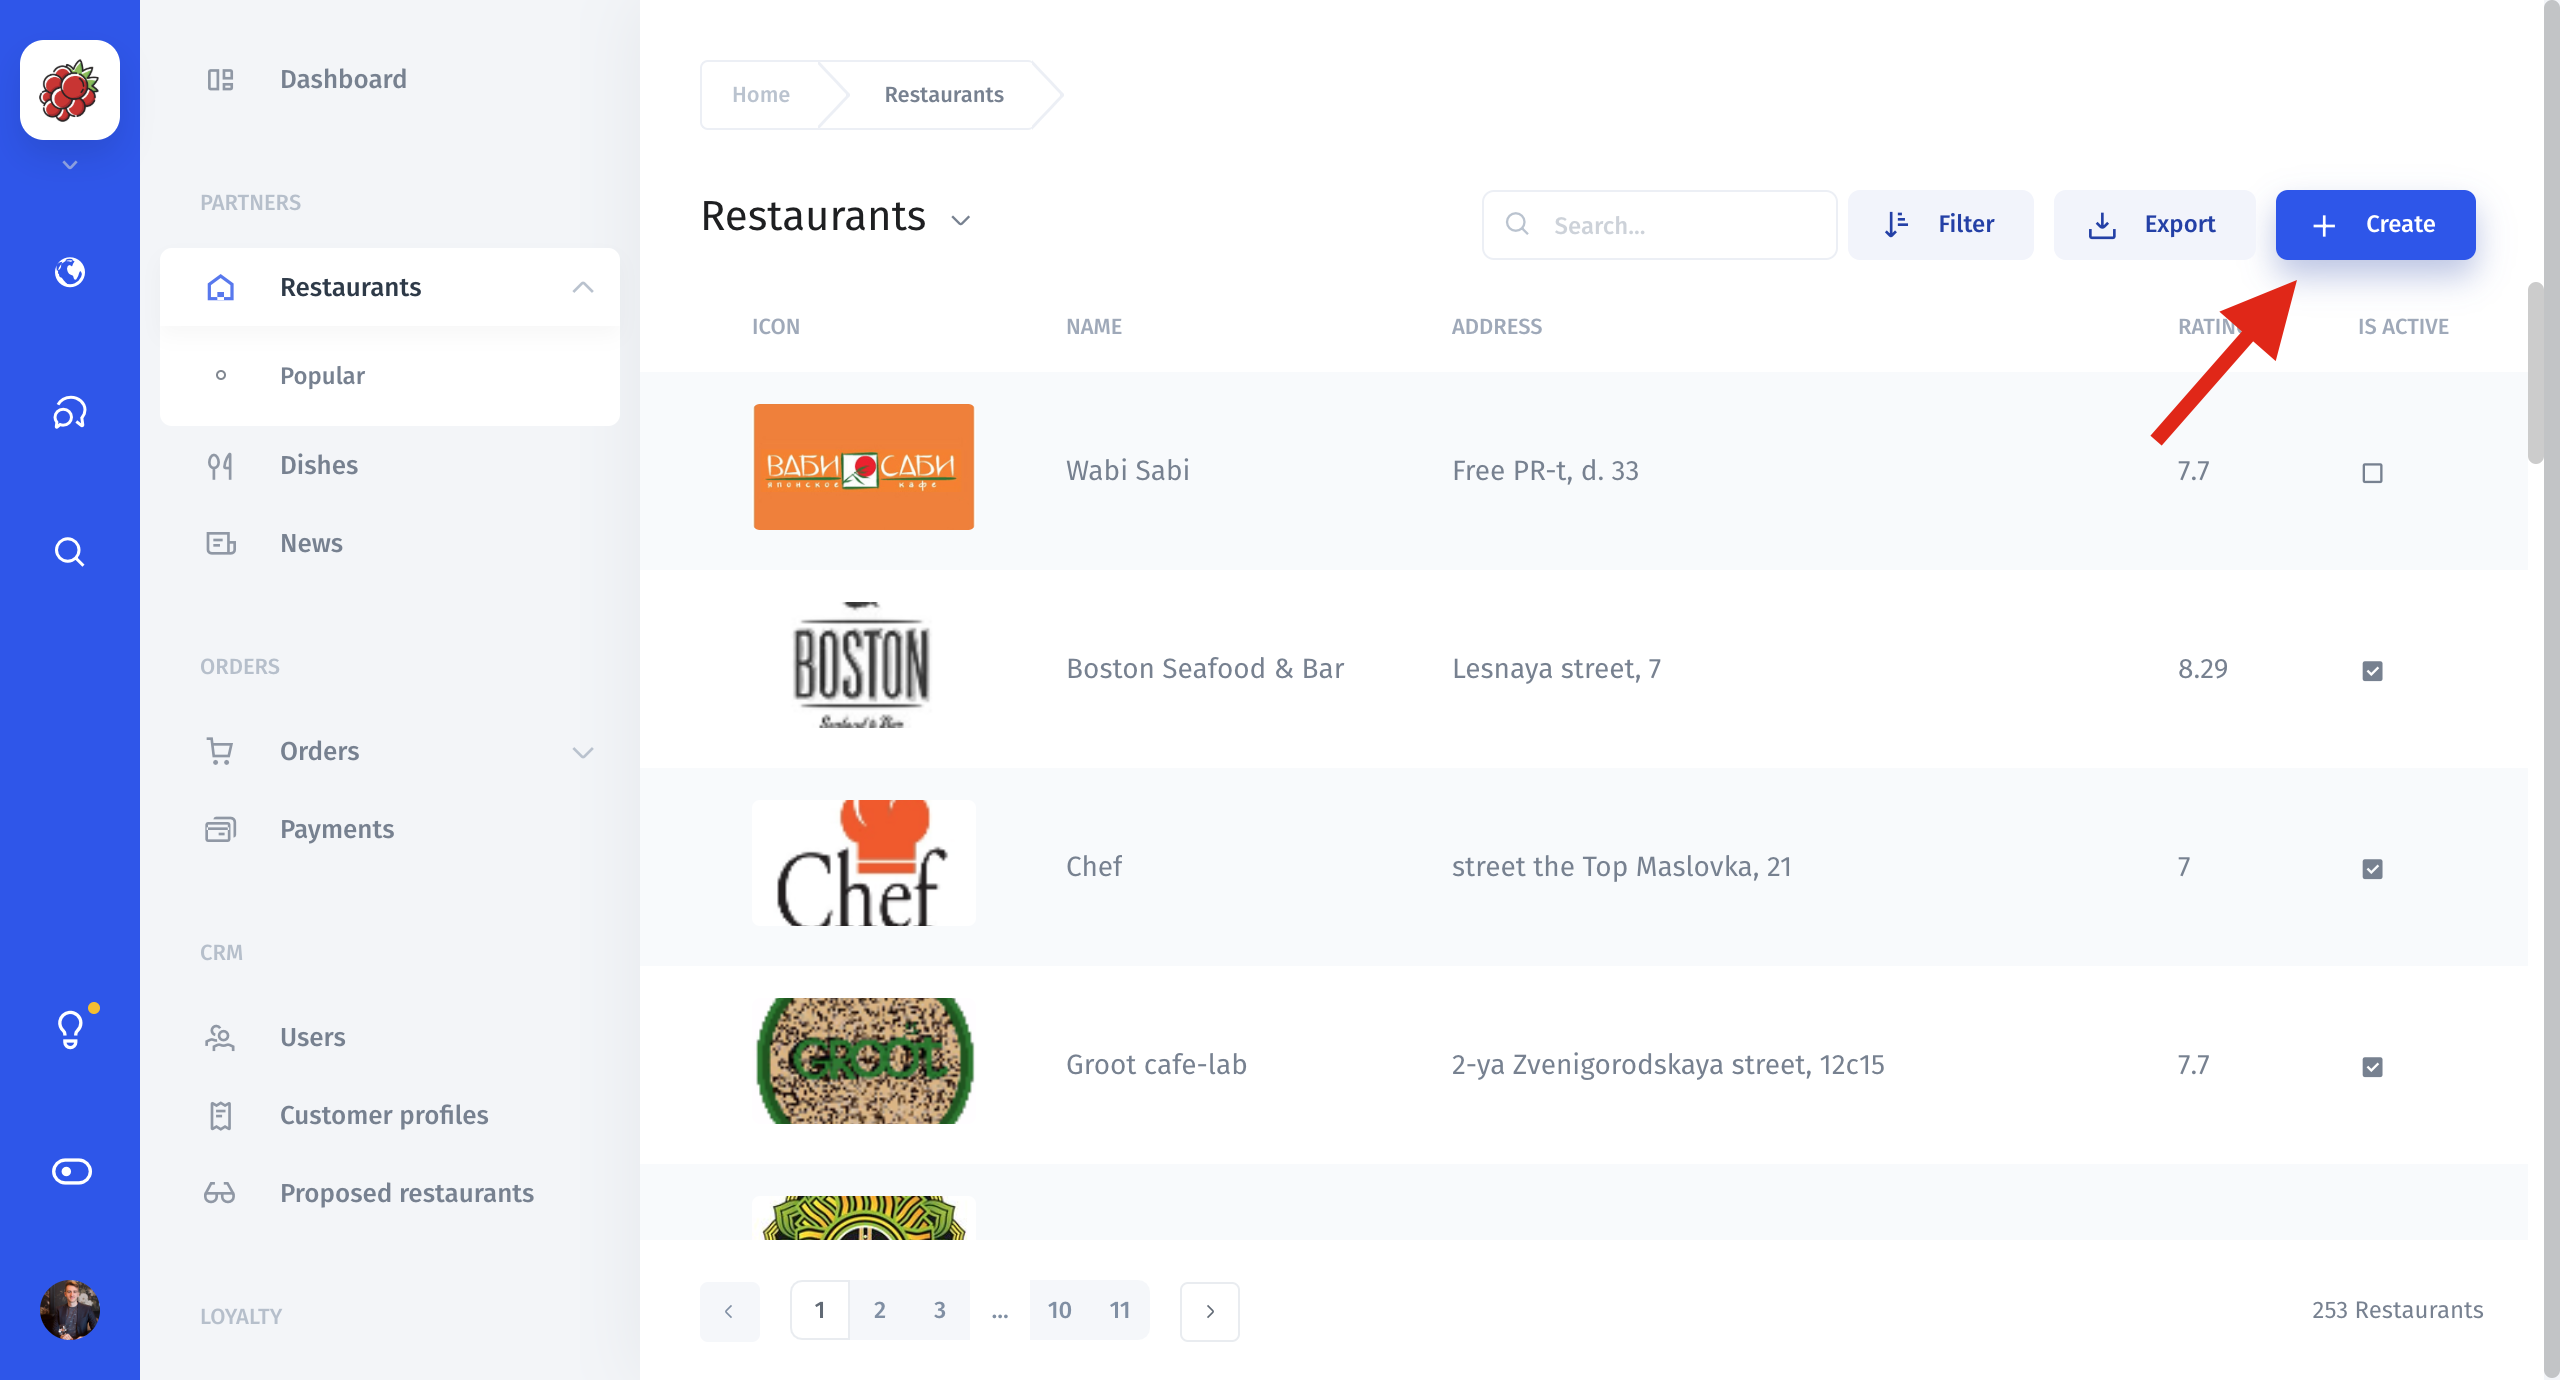 Dashboard
PARTNERS
Restaurants
Popular
Dishes
News
ORDERS
Orders
Payments
CRM
Users
Customer profiles
Proposed restaurants
LOYALTY
Home
Restaurants
Restaurants
Search...
Filter
Export
Create
ICON NAME ADDRESS IS ACTIVE
ВАБИ САБИ
японское кафе
Wabi Sabi Free PR-t, d. 33 7.7
BOSTON
Seafood & Bar
Boston Seafood & Bar Lesnaya street, 7 8.29
Chef
Chef street the Top Maslovka, 21 7
GROOT
Groot cafe-lab 2-ya Zvenigorodskaya street, 12c15 7.7
1 2 3 ... 10 11
253 Restaurants